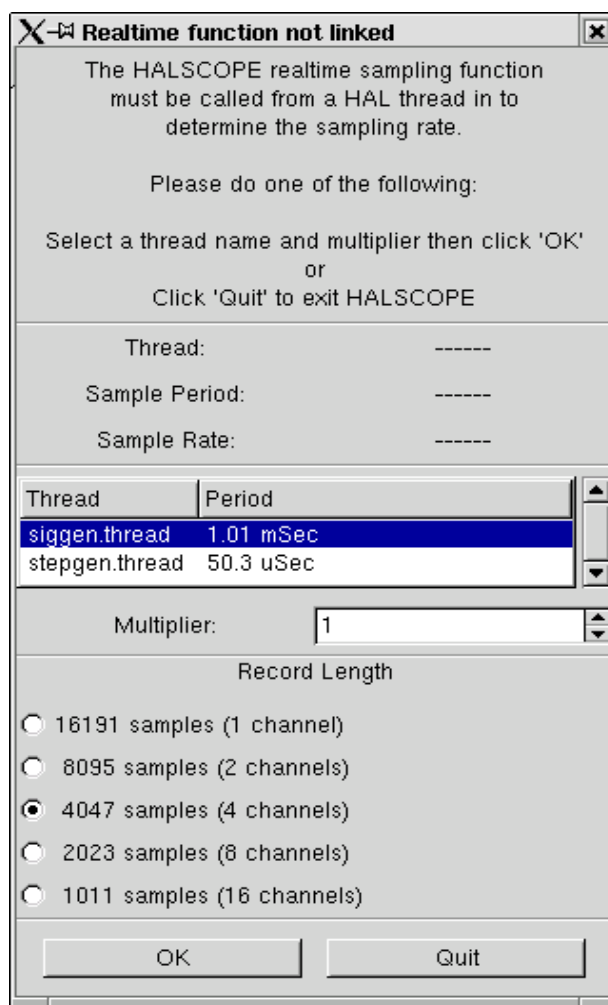 Realtime function not linked
The HALSCOPE realtime sampling function
must be called from a HAL thread in to
determine the sampling rate.
Please do one of the following:
Select a thread name and multiplier then click 'OK'
or
Click 'Quit' to exit HALSCOPE
Thread: ------
Sample Period: ------
Sample Rate: ------
Thread Period
siggen.thread 1.01 mSec
stepgen.thread 50.3 uSec
Multiplier: 1
Record Length
16191 samples (1 channel)
8095 samples (2 channels)
4047 samples (4 channels)
2023 samples (8 channels)
1011 samples (16 channels)
OK Quit